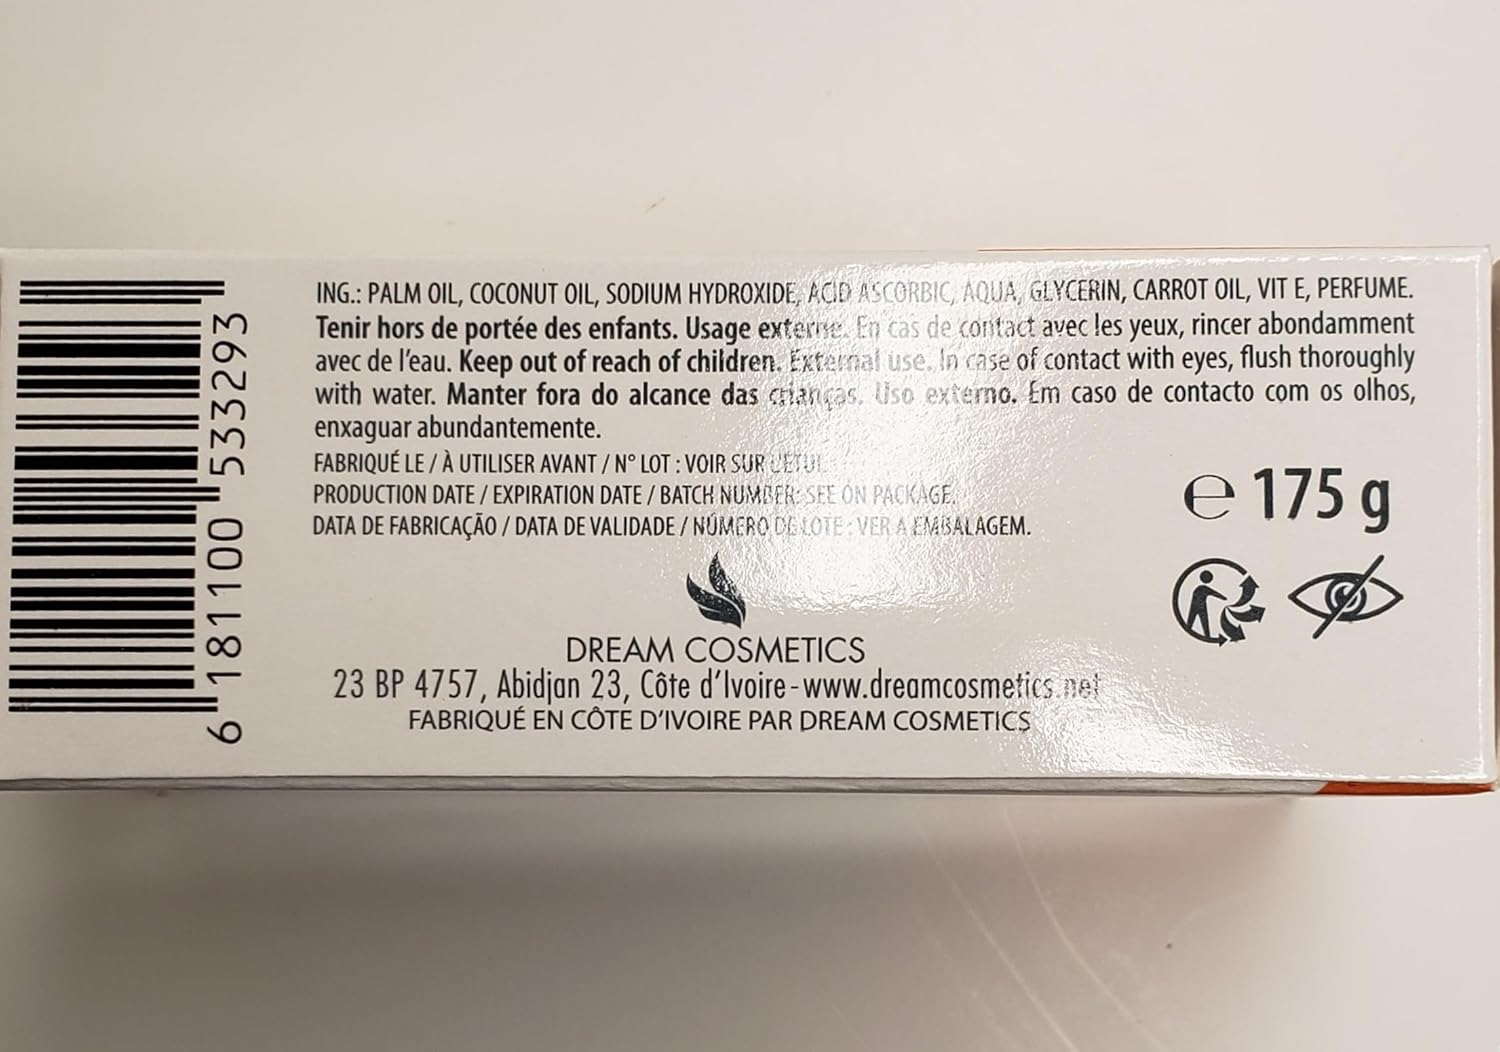 ING.: PALM OIL, COCONUT OIL, SODIUM HYDROXIDE, ACID ASCORBIC, AQUA, GLYCERIN, CARROT OIL, VIT E, PERFUME.
Tenir hors de portée des enfants. Usage externe. En cas de contact avec les yeux, rincer abondamment
avec de l'eau. Keep out of reach of children. External use. In case of contact with eyes, flush thoroughly
with water. Manter fora do alcance das crianças. Uso externo. Em caso de contacto com os olhos,
enxaguar abundantemente.
FABRIQUÉ LE / À UTILISER AVANT / N° LOT : VOIR SUR L'ÉTUI.
PRODUCTION DATE / EXPIRATION DATE / BATCH NUMBER: SEE ON PACKAGE.
DATA DE FABRICAÇÃO / DATA DE VALIDADE / NÚMERO DE LOTE : VER A EMBALAGEM.
℮ 175 g
DREAM COSMETICS
23 BP 4757, Abidjan 23, Côte d'Ivoire - www.dreamcosmetics.net
FABRIQUÉ EN CÔTE D'IVOIRE PAR DREAM COSMETICS
6 181100 533293